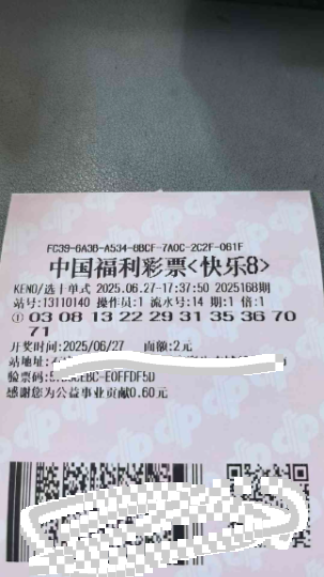 FC39-6A3B-A534-6BCF-7A0C-2C2F-061F
中国福利彩票<快乐8>
KENO/选十单式 2025.06.27-17:37:50 2025168期
站号:13110140 操作员:1 流水号:14 期:1 倍:1
① 03 08 13 22 29 31 35 36 70
71
开奖时间:2025/06/27 面额:2元
站地址:
验票码: EBC-E0FFDF5D
感谢您为公益事业贡献0.60元